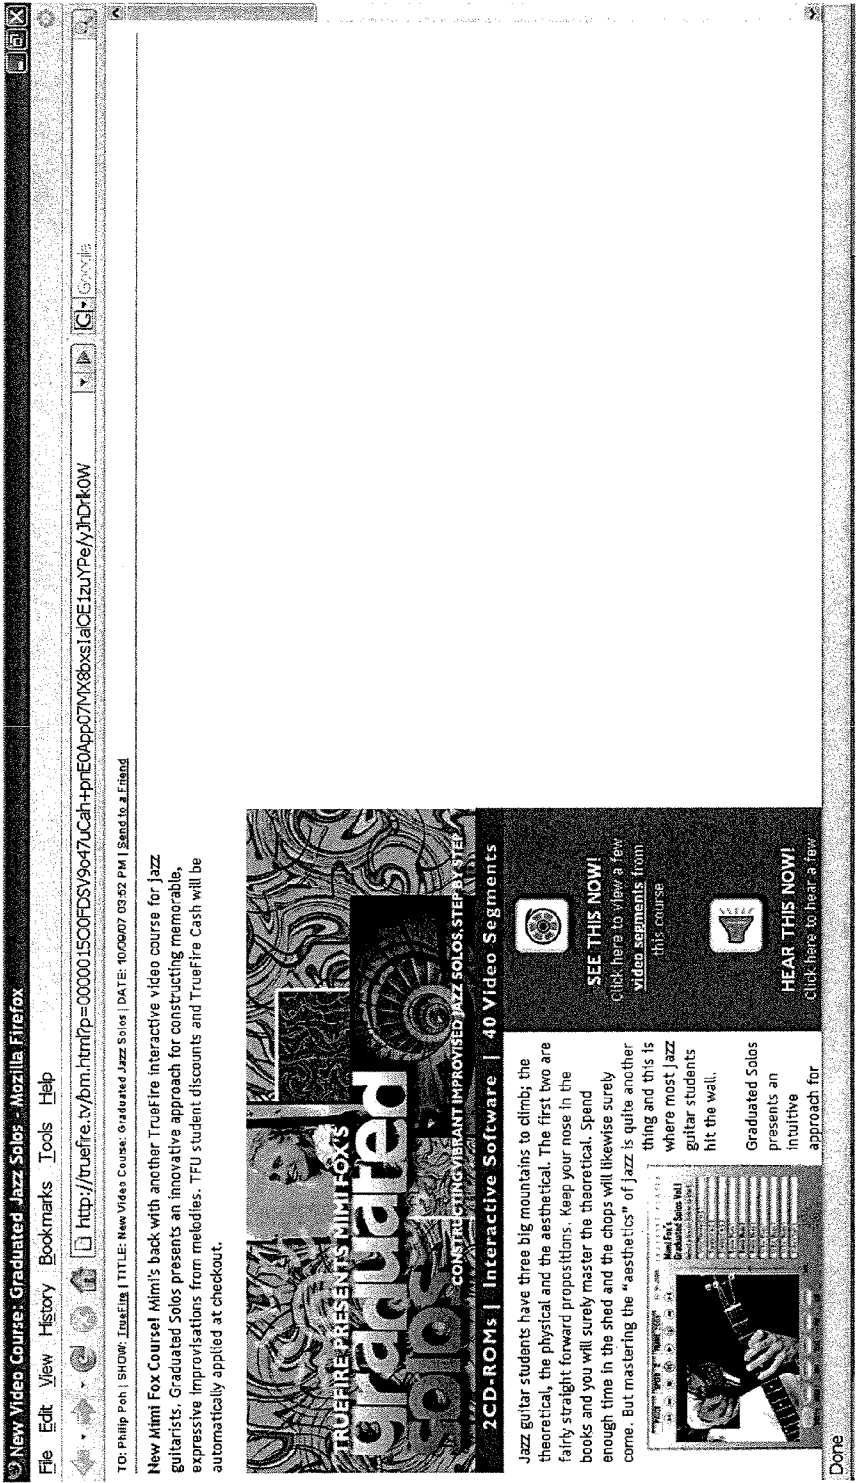 New Video Course: Graduated Jazz Solos - Mozilla Firefox
File Edit View History Bookmarks Tools Help
G Google
TO: Philip Poh | SHOW: TrueFire | TITLE: New Video Course: Graduated Jazz Solos | DATE: 10/09/07 03:52 PM | Send to a Friend
New Mimi Fox Course! Mimi's back with another TrueFire interactive video course for jazz
guitarists. Graduated Solos presents an innovative approach for constructing memorable,
expressive improvisations from melodies. TFU student discounts and TrueFire Cash will be
automatically applied at checkout.
TRUEFIRE PRESENTS MIMI FOX'S
graduated
solos
CONSTRUCTING VIBRANT IMPROVISED JAZZ SOLOS STEP BY STEP
2CD-ROMs | Interactive Software | 40 Video Segments
Jazz guitar students have three big mountains to climb; the
theoretical, the physical and the aesthetical. The first two are
fairly straight forward propositions. Keep your nose in the
books and you will surely master the theoretical. Spend
enough time in the shed and the chops will likewise surely
come. But mastering the "aesthetics" of jazz is quite another
thing and this is
where most jazz
guitar students
hit the wall.
Graduated Solos
presents an
intuitive
approach for
Mimi Fox's
Graduated Solos Vol.1
SEE THIS NOW!
Click here to view a few
video segments from
this course
HEAR THIS NOW!
Click here to hear a few
Done